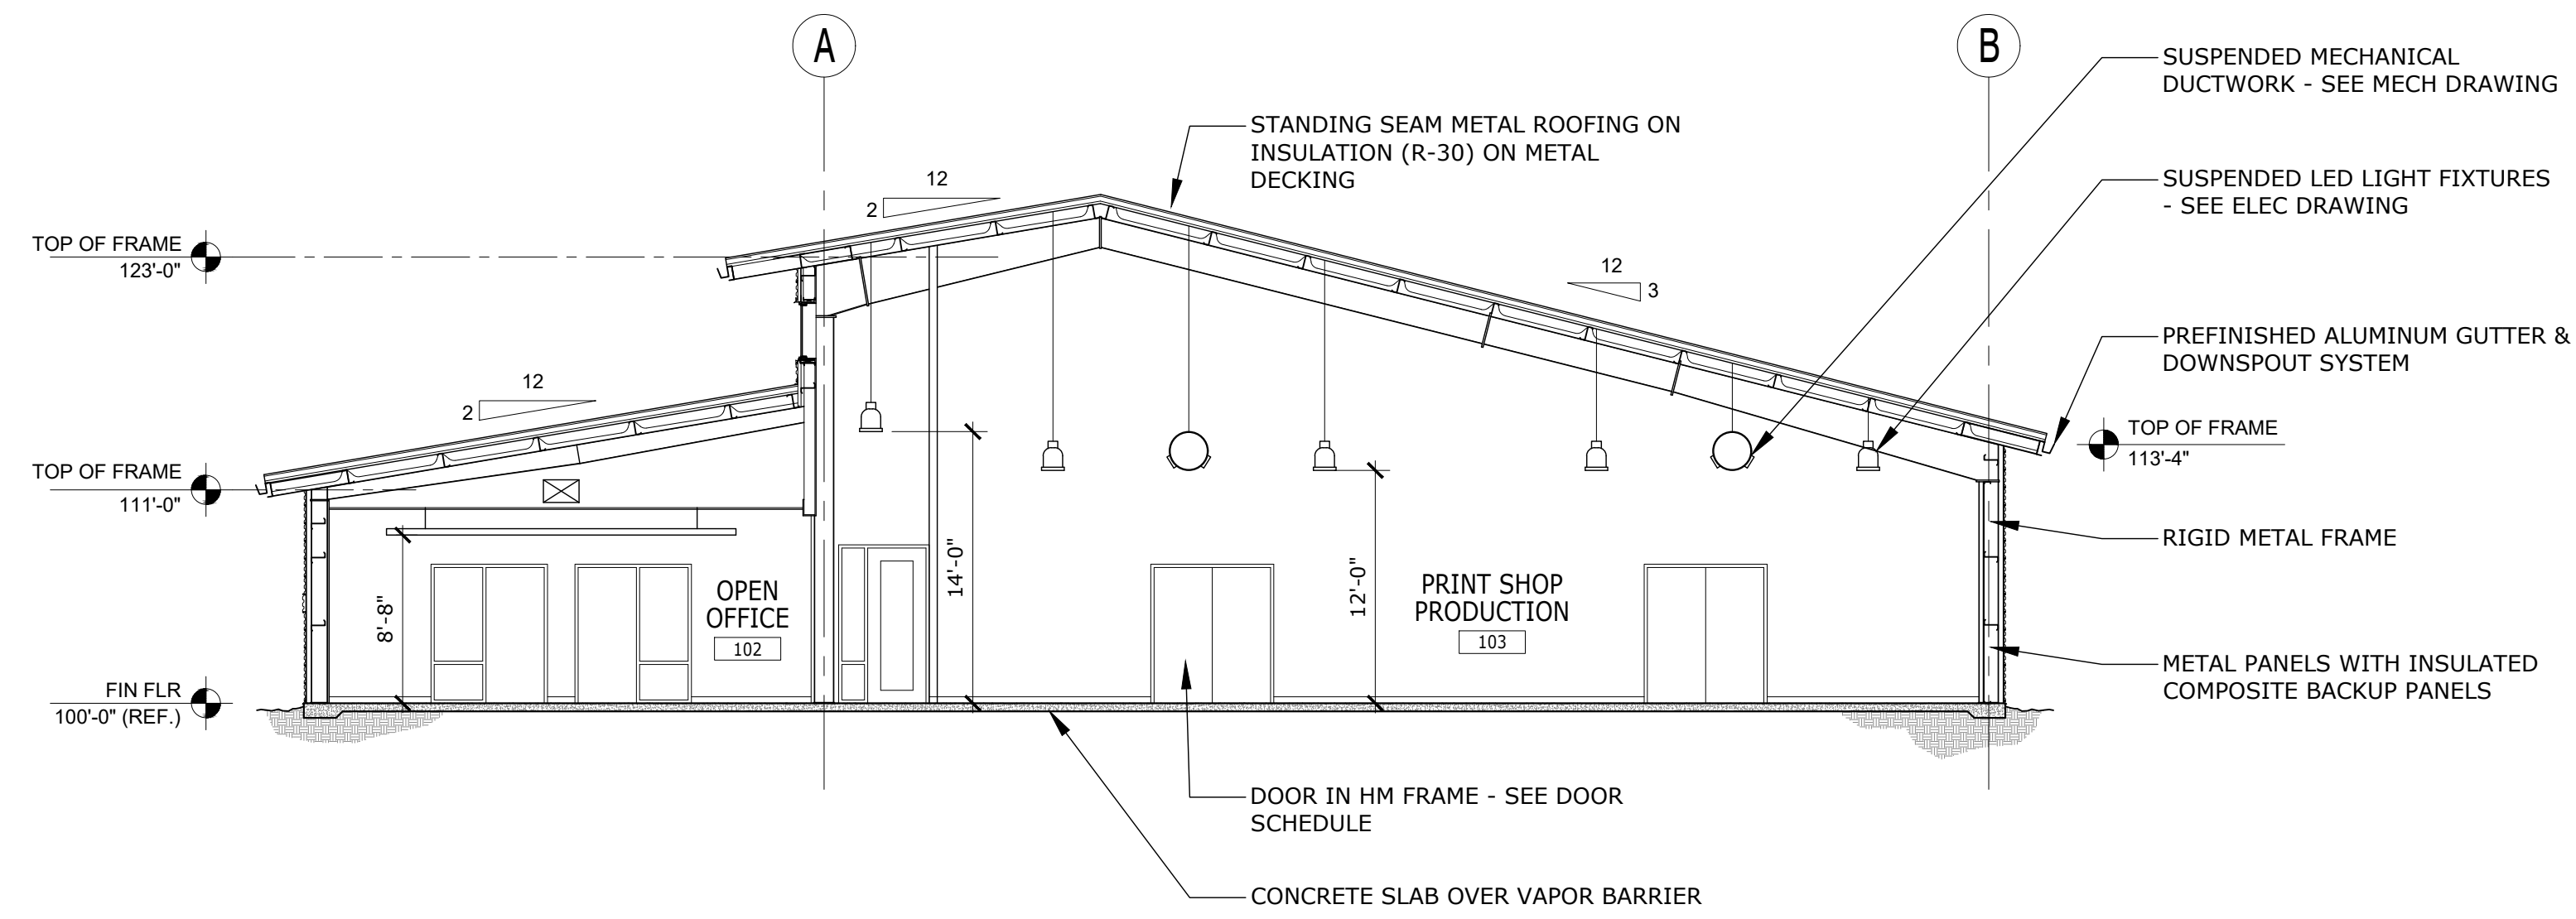 A
B
SUSPENDED MECHANICAL
DUCTWORK - SEE MECH DRAWING
STANDING SEAM METAL ROOFING ON
INSULATION (R-30) ON METAL
DECKING
SUSPENDED LED LIGHT FIXTURES
- SEE ELEC DRAWING
12
2
TOP OF FRAME
123'-0"
12
3
PREFINISHED ALUMINUM GUTTER &
DOWNSPOUT SYSTEM
12
2
TOP OF FRAME
113'-4"
TOP OF FRAME
111'-0"
RIGID METAL FRAME
8'-8"
OPEN
OFFICE
102
14'-0"
12'-0"
PRINT SHOP
PRODUCTION
103
METAL PANELS WITH INSULATED
COMPOSITE BACKUP PANELS
FIN FLR
100'-0" (REF.)
DOOR IN HM FRAME - SEE DOOR
SCHEDULE
CONCRETE SLAB OVER VAPOR BARRIER